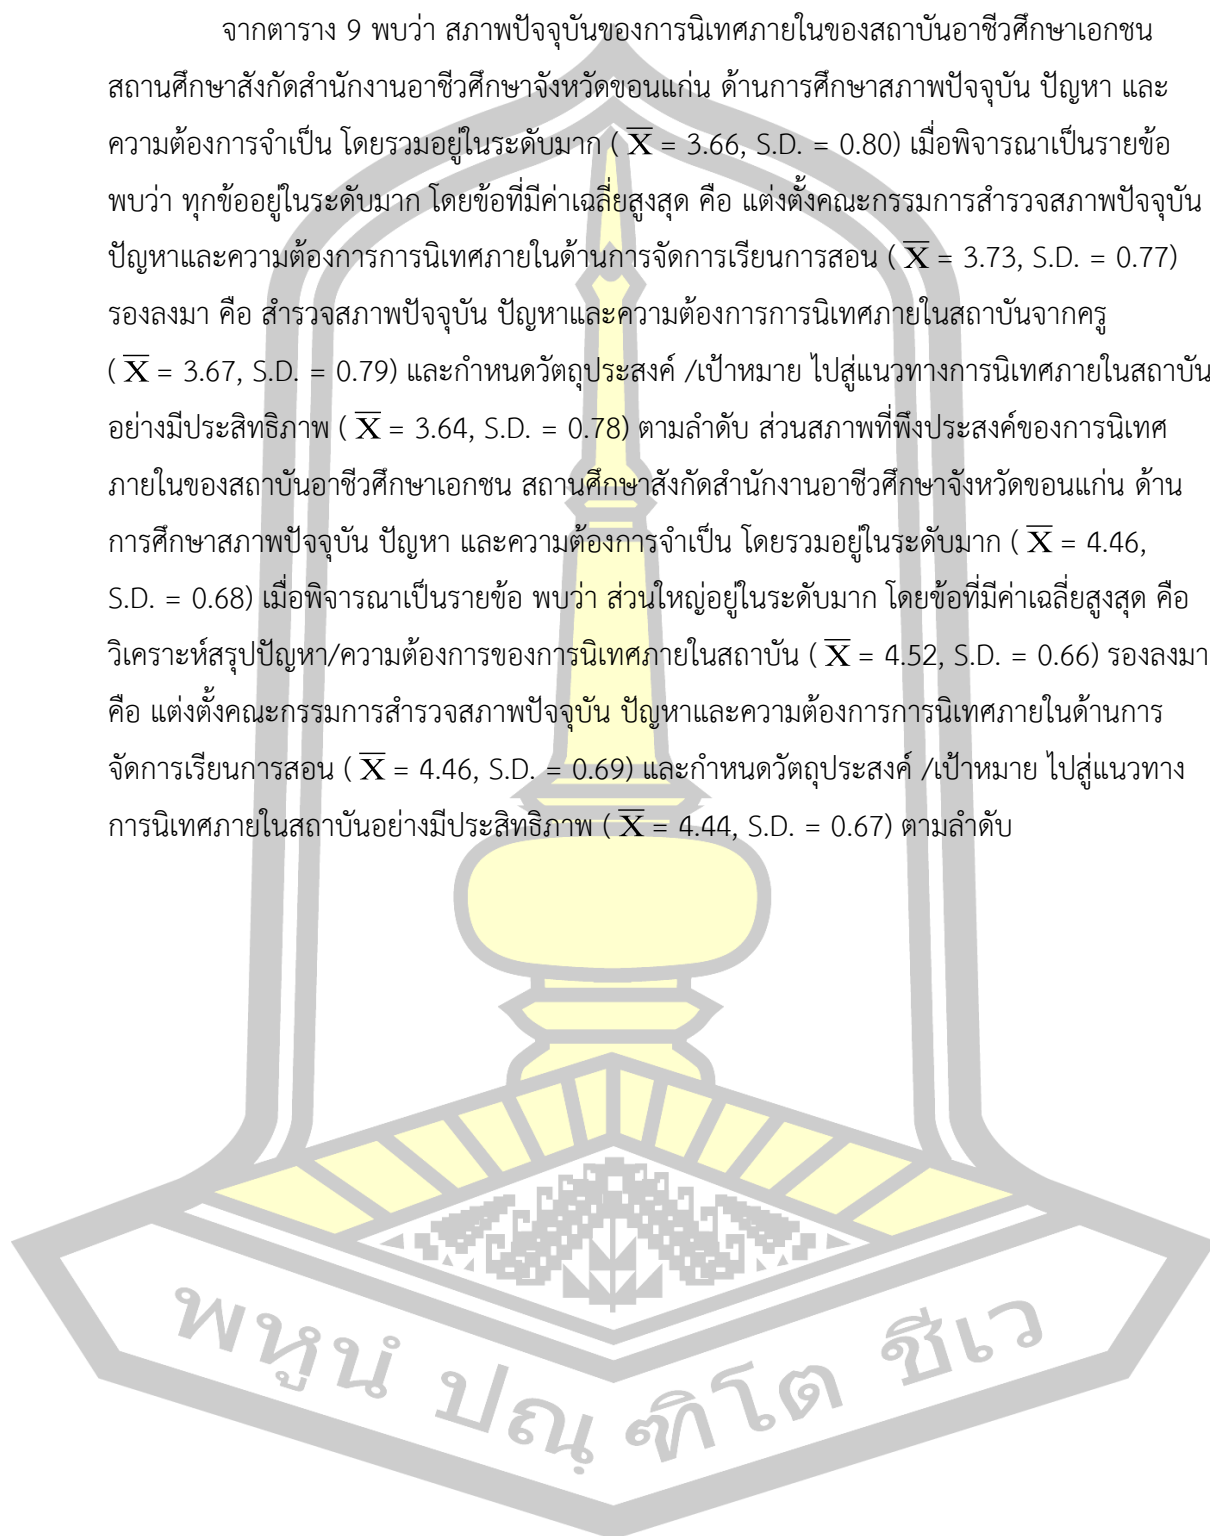 จากตาราง 9 พบว่า สภาพปัจจุบันของการนิเทศภายในของสถาบันอาชีวศึกษาเอกชน
สถานศึกษาสังกัดสำนักงานอาชีวศึกษาจังหวัดขอนแก่น ด้านการศึกษาสภาพปัจจุบัน ปัญหา และ
ความต้องการจำเป็น โดยรวมอยู่ในระดับมาก ( X̅ = 3.66, S.D. = 0.80) เมื่อพิจารณาเป็นรายข้อ
พบว่า ทุกข้ออยู่ในระดับมาก โดยข้อที่มีค่าเฉลี่ยสูงสุด คือ แต่งตั้งคณะกรรมการสำรวจสภาพปัจจุบัน
ปัญหาและความต้องการการนิเทศภายในด้านการจัดการเรียนการสอน ( X̅ = 3.73, S.D. = 0.77)
รองลงมา คือ สำรวจสภาพปัจจุบัน ปัญหาและความต้องการการนิเทศภายในสถาบันจากครู
( X̅ = 3.67, S.D. = 0.79) และกำหนดวัตถุประสงค์ /เป้าหมาย ไปสู่แนวทางการนิเทศภายในสถาบัน
อย่างมีประสิทธิภาพ ( X̅ = 3.64, S.D. = 0.78) ตามลำดับ ส่วนสภาพที่พึงประสงค์ของการนิเทศ
ภายในของสถาบันอาชีวศึกษาเอกชน สถานศึกษาสังกัดสำนักงานอาชีวศึกษาจังหวัดขอนแก่น ด้าน
การศึกษาสภาพปัจจุบัน ปัญหา และความต้องการจำเป็น โดยรวมอยู่ในระดับมาก ( X̅ = 4.46,
S.D. = 0.68) เมื่อพิจารณาเป็นรายข้อ พบว่า ส่วนใหญ่อยู่ในระดับมาก โดยข้อที่มีค่าเฉลี่ยสูงสุด คือ
วิเคราะห์สรุปปัญหา/ความต้องการของการนิเทศภายในสถาบัน ( X̅ = 4.52, S.D. = 0.66) รองลงมา
คือ แต่งตั้งคณะกรรมการสำรวจสภาพปัจจุบัน ปัญหาและความต้องการการนิเทศภายในด้านการ
จัดการเรียนการสอน ( X̅ = 4.46, S.D. = 0.69) และกำหนดวัตถุประสงค์ /เป้าหมาย ไปสู่แนวทาง
การนิเทศภายในสถาบันอย่างมีประสิทธิภาพ ( X̅ = 4.44, S.D. = 0.67) ตามลำดับ
พหูนํ ปณฺฑิโต ชีเว